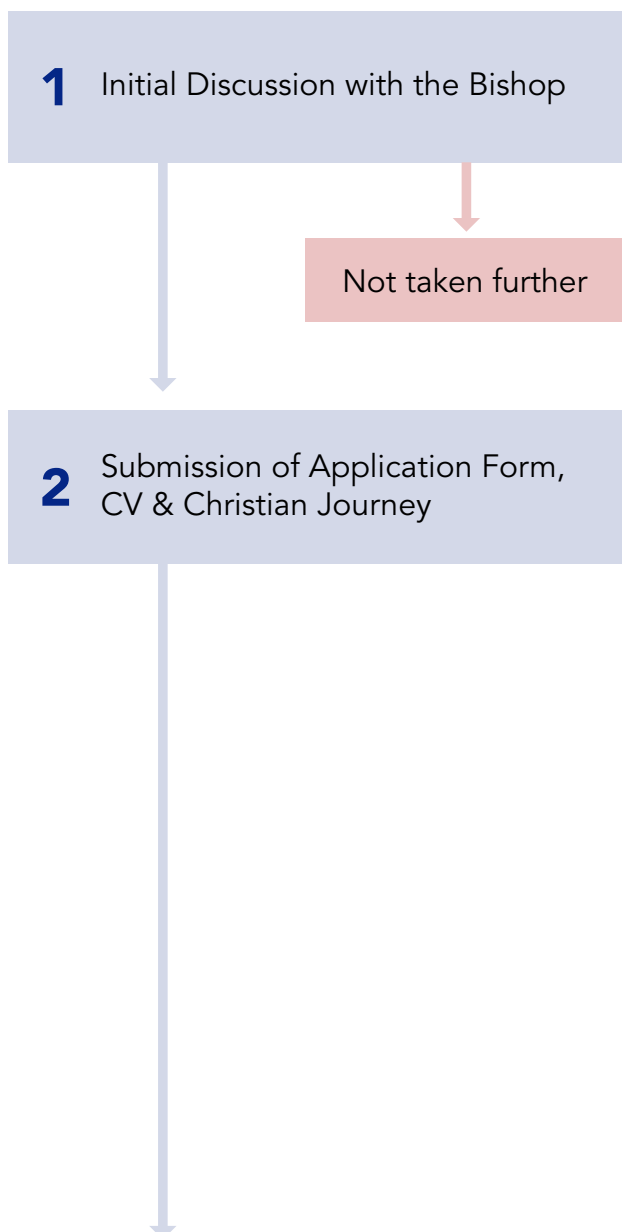 1 Initial Discussion with the Bishop
Not taken further
2 Submission of Application Form,
CV & Christian Journey